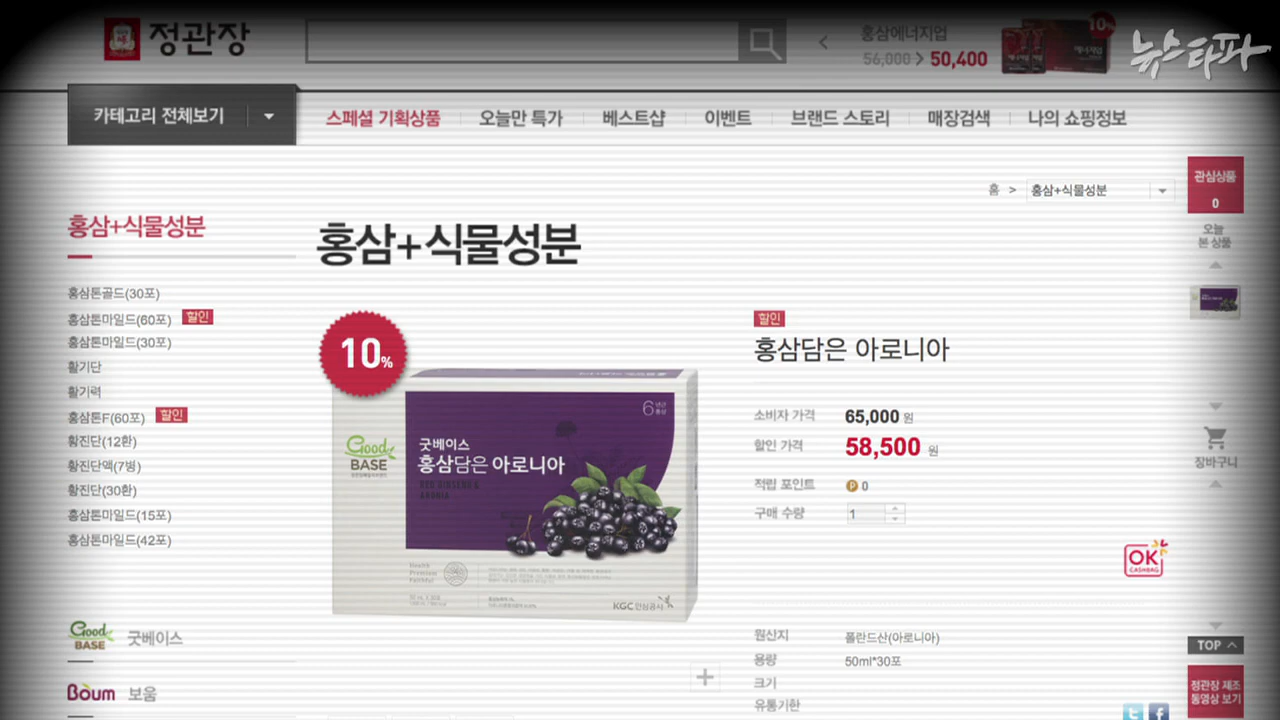 정관장
홍삼에너지업
56,000 > 50,400
10%
뉴스타파
카테고리 전체보기
스페셜 기획상품
오늘만 특가
베스트샵
이벤트
브랜드 스토리
매장검색
나의 쇼핑정보
홈 > 홍삼+식물성분
관심상품
0
오늘
본 상품
장바구니
홍삼+식물성분
홍삼톤골드(30포)
홍삼톤마일드(60포) 할인
홍삼톤마일드(30포)
활기단
활기력
홍삼톤F(60포) 할인
황진단(12환)
황진단액(7병)
황진단(30환)
홍삼톤마일드(15포)
홍삼톤마일드(42포)
Good BASE 굿베이스
Boum 보움
홍삼+식물성분
10%
6년근 홍삼
Good
BASE
굿베이스
홍삼담은 아로니아
RED GINSENG &
ARONIA
Health
Premium
Faithful
KGC인삼공사
할인
홍삼담은 아로니아
소비자 가격 65,000 원
할인 가격 58,500 원
적립 포인트 P 0
구매 수량 1
OK
CASHBAG
원산지 폴란드산(아로니아)
용량 50ml*30포
크기
유통기한
TOP
정관장 제조
동영상 보기